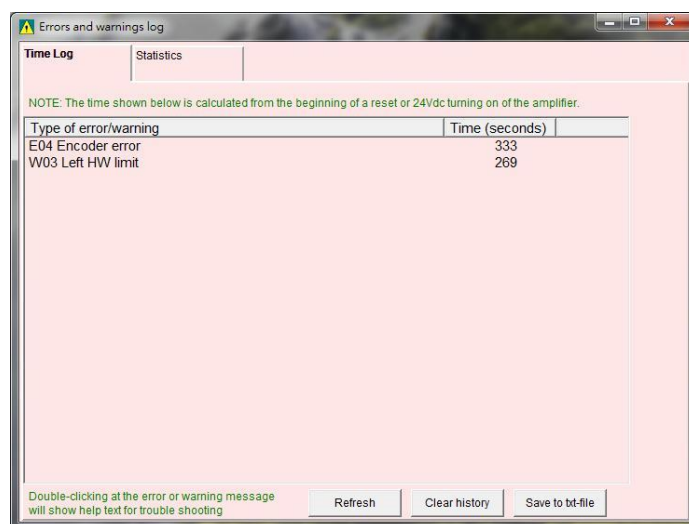 Errors and warnings log
Time Log
Statistics
NOTE: The time shown below is calculated from the beginning of a reset or 24Vdc turning on of the amplifier.
Type of error/warning Time (seconds)
E04 Encoder error 333
W03 Left HW limit 269
Double-clicking at the error or warning message
will show help text for trouble shooting
Refresh
Clear history
Save to txt-file